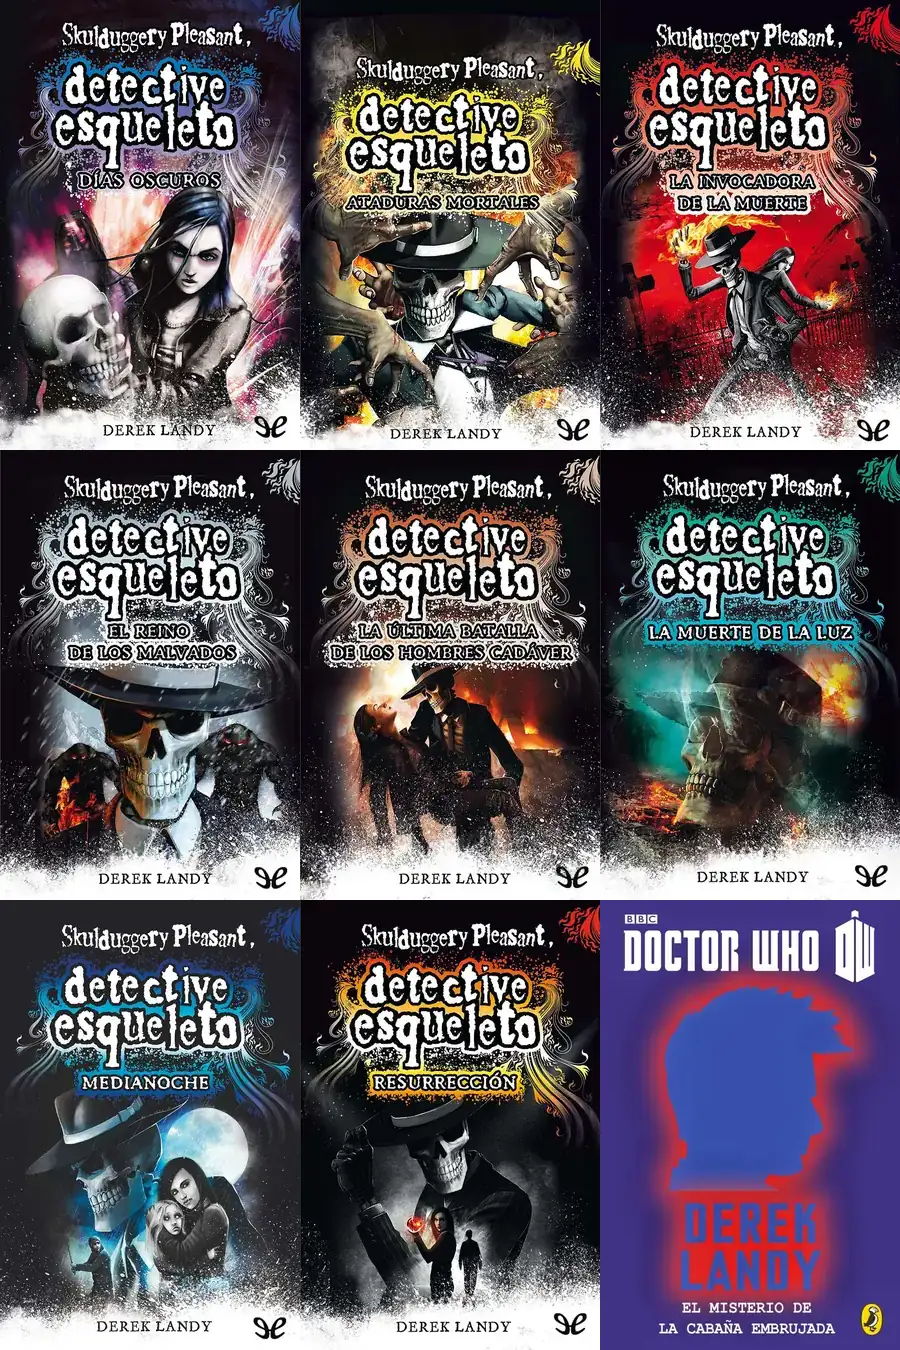 Skulduggery Pleasant,
detective
esqueleto
DÍAS OSCUROS
DEREK LANDY
Skulduggery Pleasant,
detective
esqueleto
ATADURAS MORTALES
DEREK LANDY
Skulduggery Pleasant,
detective
esqueleto
LA INVOCADORA
DE LA MUERTE
DEREK LANDY
Skulduggery Pleasant,
detective
esqueleto
EL REINO
DE LOS MALVADOS
DEREK LANDY
Skulduggery Pleasant,
detective
esqueleto
LA ÚLTIMA BATALLA
DE LOS HOMBRES CADÁVER
DEREK LANDY
Skulduggery Pleasant,
detective
esqueleto
LA MUERTE DE LA LUZ
DEREK LANDY
Skulduggery Pleasant,
detective
esqueleto
MEDIANOCHE
DEREK LANDY
Skulduggery Pleasant,
detective
esqueleto
RESURRECCIÓN
DEREK LANDY
BBC
DOCTOR WHO DW
DEREK
LANDY
EL MISTERIO DE
LA CABAÑA EMBRUJADA